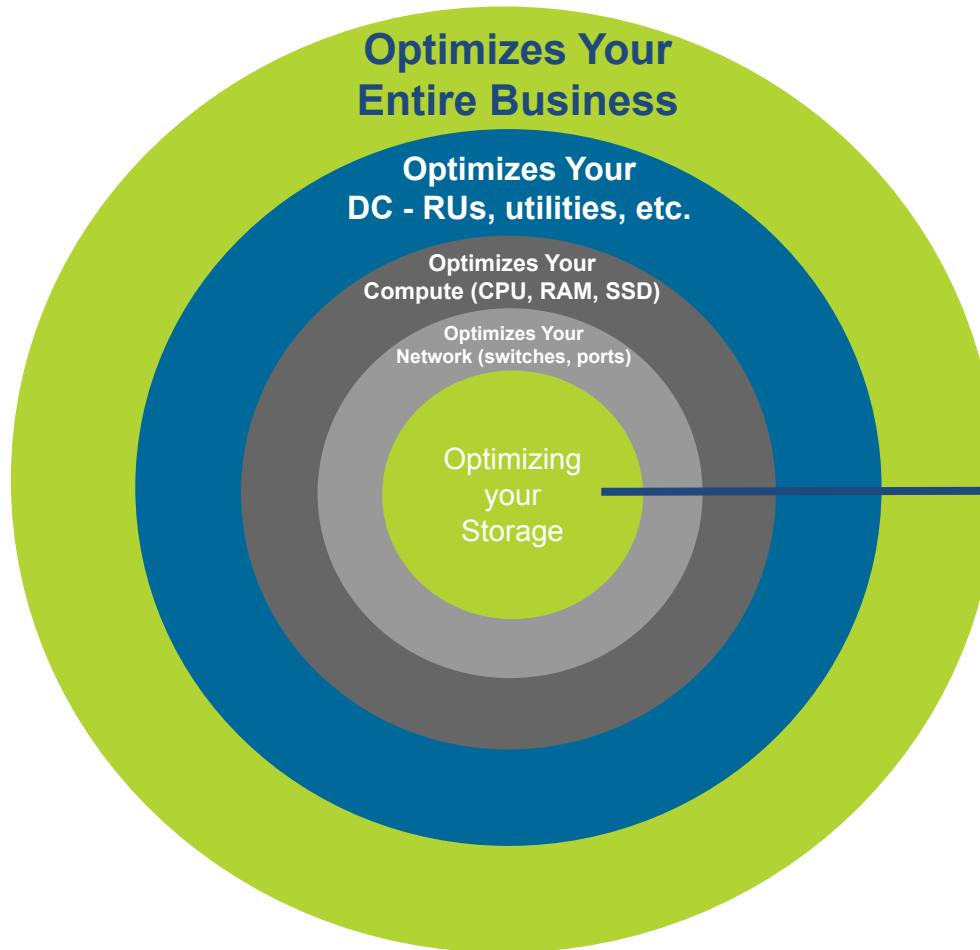 Optimizes Your
Entire Business
Optimizes Your
DC - RUs, utilities, etc.
Optimizes Your
Compute (CPU, RAM, SSD)
Optimizes Your
Network (switches, ports)
Optimizing
your
Storage